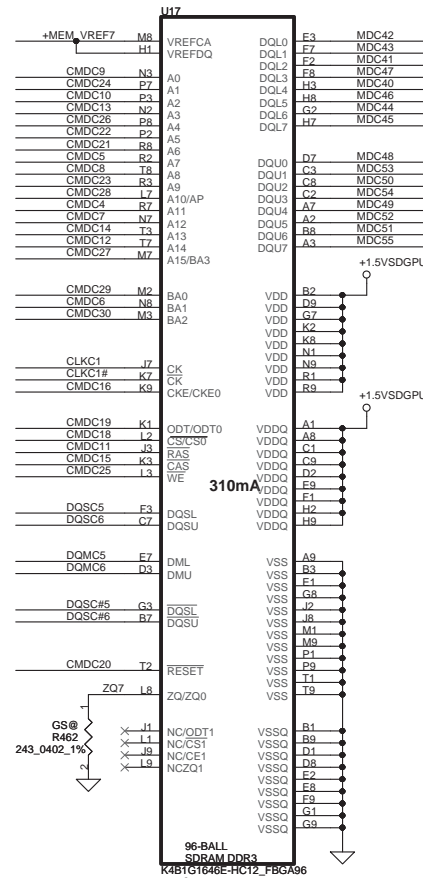 U17
+MEM_VREF7 M8 VREFCA DQL0 E3 MDC42
H1 VREFDQ DQL1 F7 MDC43
DQL2 F2 MDC41
CMDC9 N3 A0 DQL3 F8 MDC47
CMDC24 P7 A1 DQL4 H3 MDC40
CMDC10 P3 A2 DQL5 H8 MDC46
CMDC13 N2 A3 DQL6 G2 MDC44
CMDC26 P8 A4 DQL7 H7 MDC45
CMDC22 P2 A5
CMDC21 R8 A6
CMDC5 R2 A7 DQU0 D7 MDC48
CMDC8 T8 A8 DQU1 C3 MDC53
CMDC23 R3 A9 DQU2 C8 MDC50
CMDC28 L7 A10/AP DQU3 C2 MDC54
CMDC4 R7 A11 DQU4 A7 MDC49
CMDC7 N7 A12 DQU5 A2 MDC52
CMDC14 T3 A13 DQU6 B8 MDC51
CMDC12 T7 A14 DQU7 A3 MDC55
CMDC27 M7 A15/BA3
+1.5VSDGPU
CMDC29 M2 BA0 VDD B2
CMDC6 N8 BA1 VDD D9
CMDC30 M3 BA2 VDD G7
VDD K2
VDD K8
VDD N1
CLKC1 J7 CK VDD N9
CLKC1# K7 CK VDD R1
CMDC16 K9 CKE/CKE0 VDD R9
+1.5VSDGPU
CMDC19 K1 ODT/ODT0 VDDQ A1
CMDC18 L2 CS/CS0 VDDQ A8
CMDC11 J3 RAS VDDQ C1
CMDC15 K3 CAS VDDQ C9
CMDC25 L3 WE VDDQ D2
310mA VDDQ E9
VDDQ F1
DQSC5 F3 DQSL VDDQ H2
DQSC6 C7 DQSU VDDQ H9
DQMC5 E7 DML VSS A9
DQMC6 D3 DMU VSS B3
VSS E1
VSS G8
DQSC#5 G3 DQSL VSS J2
DQSC#6 B7 DQSU VSS J8
VSS M1
VSS M9
VSS P1
CMDC20 T2 RESET VSS P9
VSS T1
ZQ7 L8 ZQ/ZQ0 VSS T9
1
GS@
R462
243_0402_1%
2
J1 NC/ODT1 VSSQ B1
L1 NC/CS1 VSSQ B9
J9 NC/CE1 VSSQ D1
L9 NCZQ1 VSSQ D8
VSSQ E2
VSSQ E8
VSSQ F9
VSSQ G1
VSSQ G9
96-BALL
SDRAM DDR3
K4B1G1646E-HC12_FBGA96